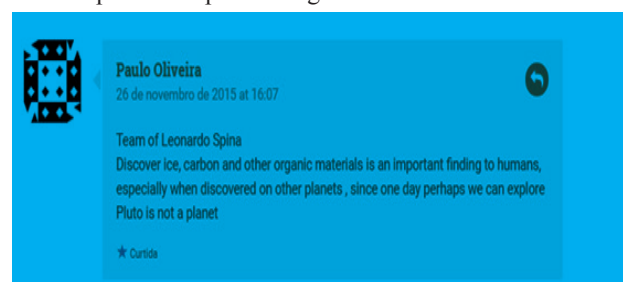 Paulo Oliveira
26 de novembro de 2015 at 16:07
Team of Leonardo Spina
Discover ice, carbon and other organic materials is an important finding to humans,
especially when discovered on other planets , since one day perhaps we can explore
Pluto is not a planet
★ Curtida